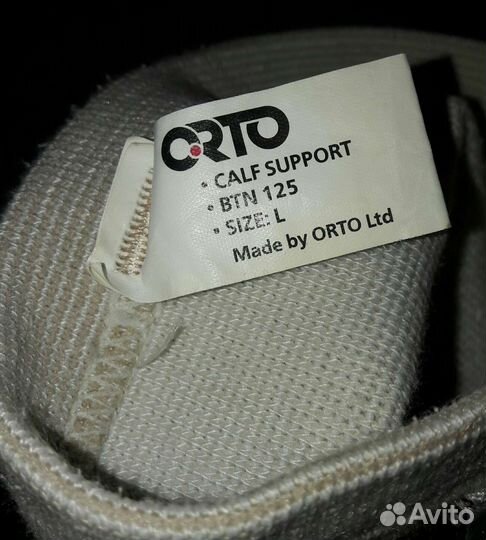 ORTO
• CALF SUPPORT
• BTN 125
• SIZE: L
Made by ORTO Ltd
Avito